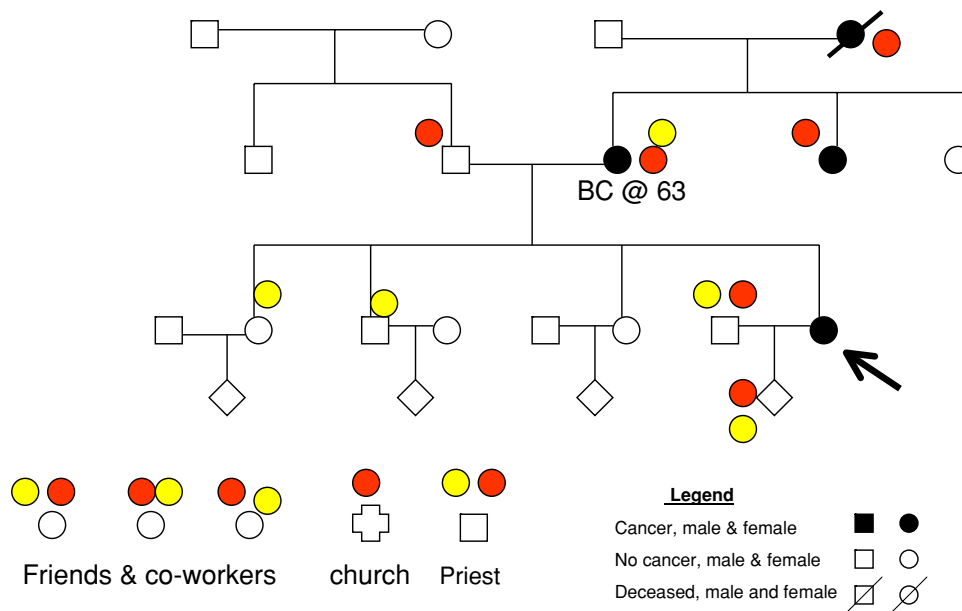 BC @ 63
Friends & co-workers
church
Priest
Legend
Cancer, male & female
No cancer, male & female
Deceased, male and female